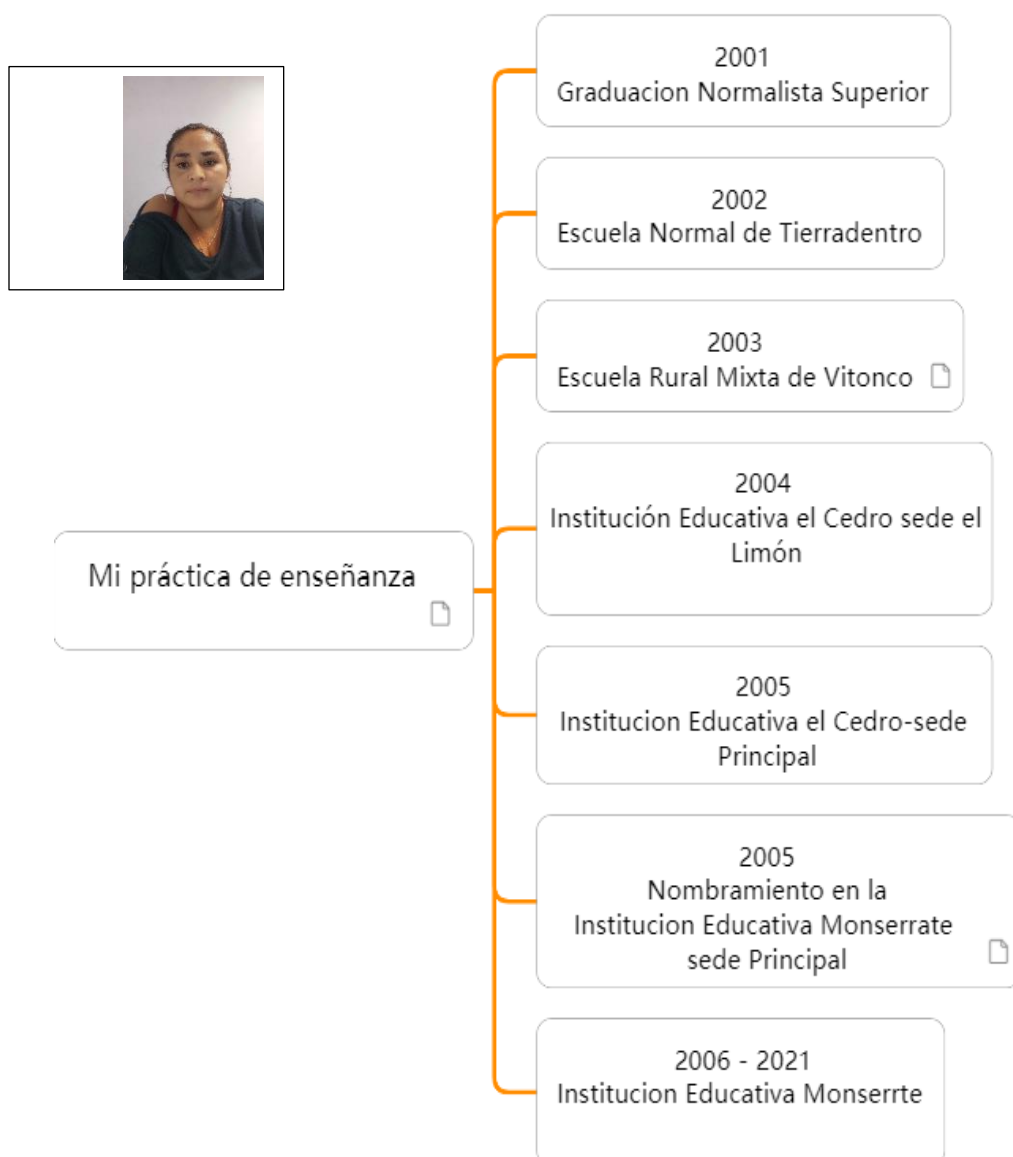 2001
Graduacion Normalista Superior
2002
Escuela Normal de Tierradentro
2003
Escuela Rural Mixta de Vitonco
2004
Institución Educativa el Cedro sede el
Limón
Mi práctica de enseñanza
2005
Institucion Educativa el Cedro-sede
Principal
2005
Nombramiento en la
Institucion Educativa Monserrate
sede Principal
2006 - 2021
Institucion Educativa Monserrte